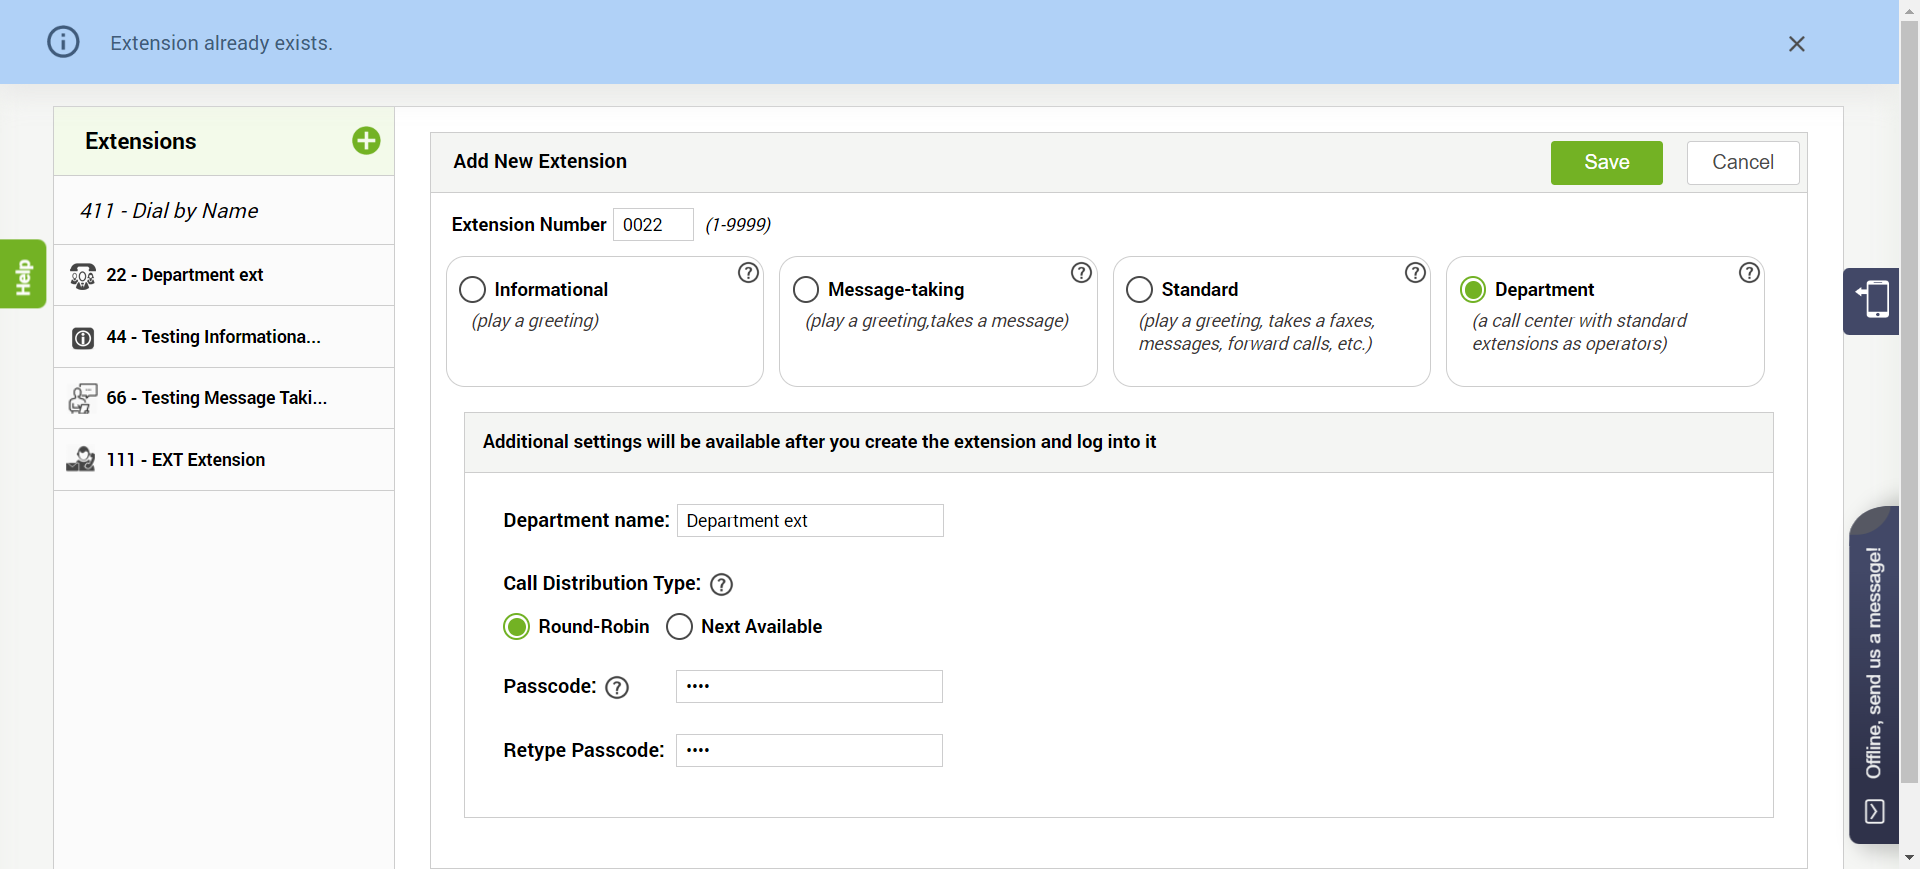 Extension already exists.
Extensions
411 - Dial by Name
22 - Department ext
44 - Testing Informationa...
66 - Testing Message Taki...
111 - EXT Extension
Help
Add New Extension
Save
Cancel
Extension Number
0022
(1-9999)
Informational
(play a greeting)
Message-taking
(play a greeting,takes a message)
Standard
(play a greeting, takes a faxes,
messages, forward calls, etc.)
Department
(a call center with standard
extensions as operators)
Additional settings will be available after you create the extension and log into it
Department name:
Department ext
Call Distribution Type:
Round-Robin
Next Available
Passcode:
••••
Retype Passcode:
••••
Offline, send us a message!